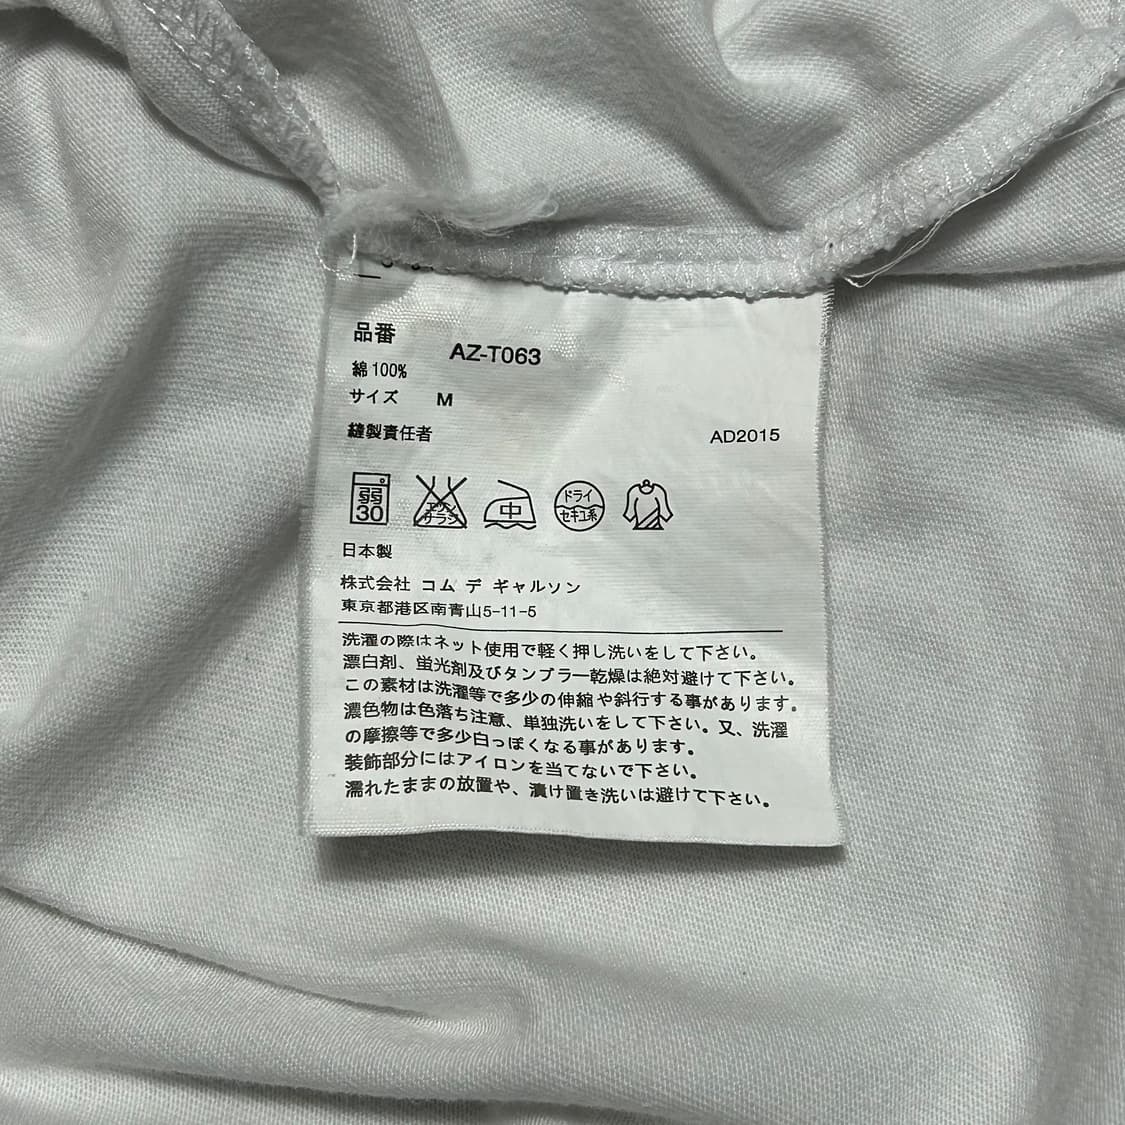 品番 AZ-T063
綿100%
サイズ M
縫製責任者 AD2015
弱 30 エンソサラシ 中 ドライ セキユ系
日本製
株式会社 コム デ ギャルソン
東京都港区南青山5-11-5
洗濯の際はネット使用で軽く押し洗いをして下さい。
漂白剤、蛍光剤及びタンブラー乾燥は絶対避けて下さい。
この素材は洗濯等で多少の伸縮や斜行する事があります。
濃色物は色落ち注意、単独洗いをして下さい。又、洗濯
の摩擦等で多少白っぽくなる事があります。
装飾部分にはアイロンを当てないで下さい。
濡れたままの放置や、漬け置き洗いは避けて下さい。